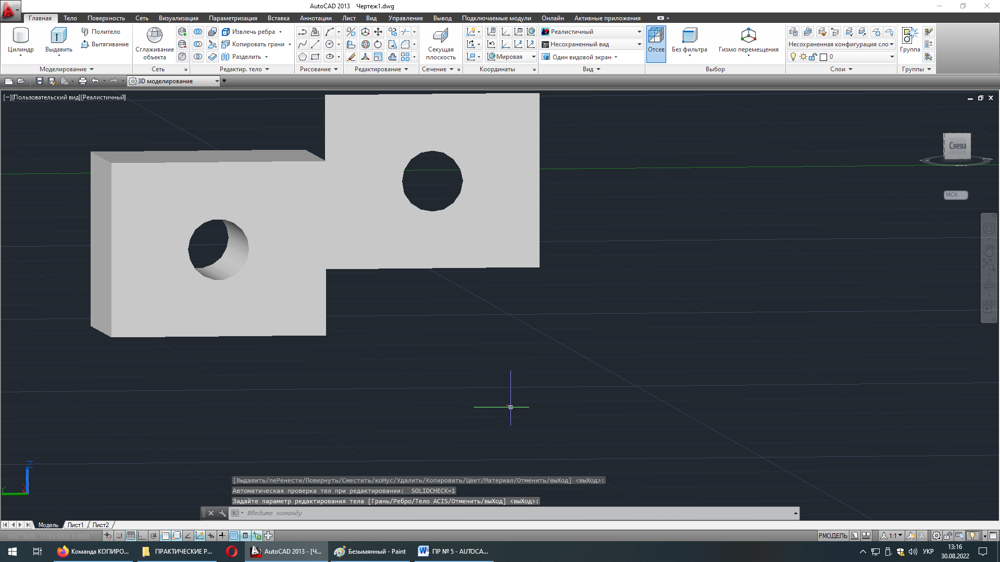 AutoCAD 2013 Чертеж1.dwg
Главная Тело Поверхность Сеть Визуализация Параметризация Вставка Аннотации Лист Вид Управление Вывод Подключаемые модули Онлайн Активные приложения
Цилиндр
Выдавить
Политело
Вытягивание
Сглаживание
объекта
Извлечь ребра
Копировать грани
Разделить
Секущая
плоскость
Мировая
Реалистичный
Несохраненный вид
Один видовой экран
Отсев
Без фильтра
Гизмо перемещения
Несохраненная конфигурация сло
0
Группа
Моделирование Сеть Редактир. тело Рисование Редактирование Сечение Координаты Вид Выбор Слои Группы
3D моделирование
[−][Пользовательский вид][Реалистичный]
Слева
МСК
Z
Y
[Выдавить/пеРенести/Повернуть/Сместить/коНус/Удалить/Копировать/Цвет/Материал/Отменить/выХод] <выХод>:
Автоматическая проверка тел при редактировании: SOLIDCHECK=1
Задайте параметр редактирования тела [Грань/Ребро/Тело ACIS/Отменить/выХод] <выХод>:
Введите команду
Модель Лист1 Лист2
-8457.9839, 11783.9203, 0.0000
РМОДЕЛЬ 1:1
Команда КОПИРО...
ПРАКТИЧЕСКИЕ Р...
AutoCAD 2013 - [Ч...
Безымянный - Paint
ПР № 5 - AUTOCA...
УКР
13:16
30.08.2022